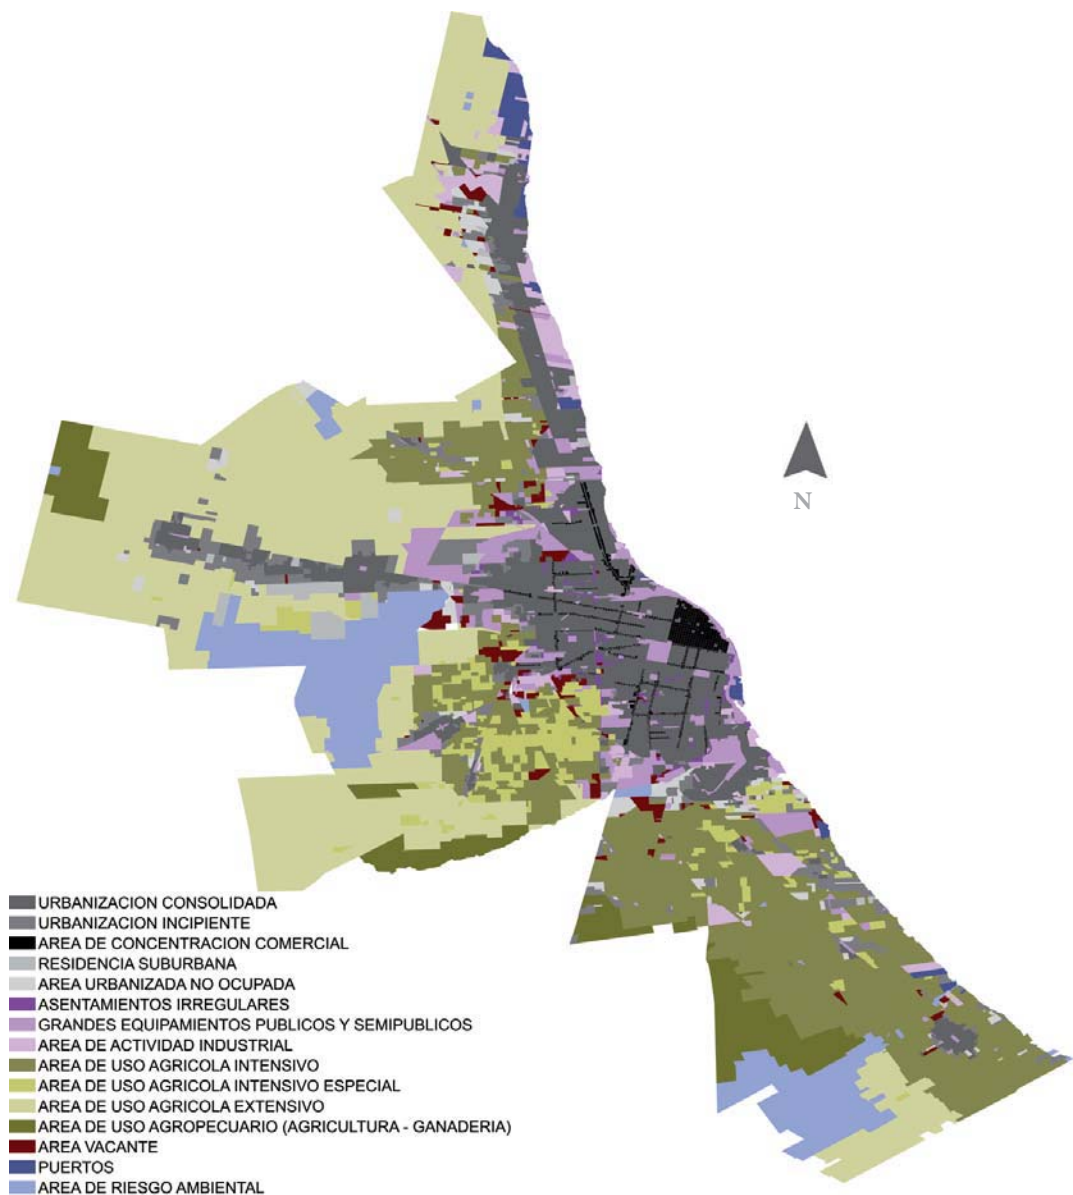 N
URBANIZACION CONSOLIDADA
URBANIZACION INCIPIENTE
AREA DE CONCENTRACION COMERCIAL
RESIDENCIA SUBURBANA
AREA URBANIZADA NO OCUPADA
ASENTAMIENTOS IRREGULARES
GRANDES EQUIPAMIENTOS PUBLICOS Y SEMIPUBLICOS
AREA DE ACTIVIDAD INDUSTRIAL
AREA DE USO AGRICOLA INTENSIVO
AREA DE USO AGRICOLA INTENSIVO ESPECIAL
AREA DE USO AGRICOLA EXTENSIVO
AREA DE USO AGROPECUARIO (AGRICULTURA - GANADERIA)
AREA VACANTE
PUERTOS
AREA DE RIESGO AMBIENTAL